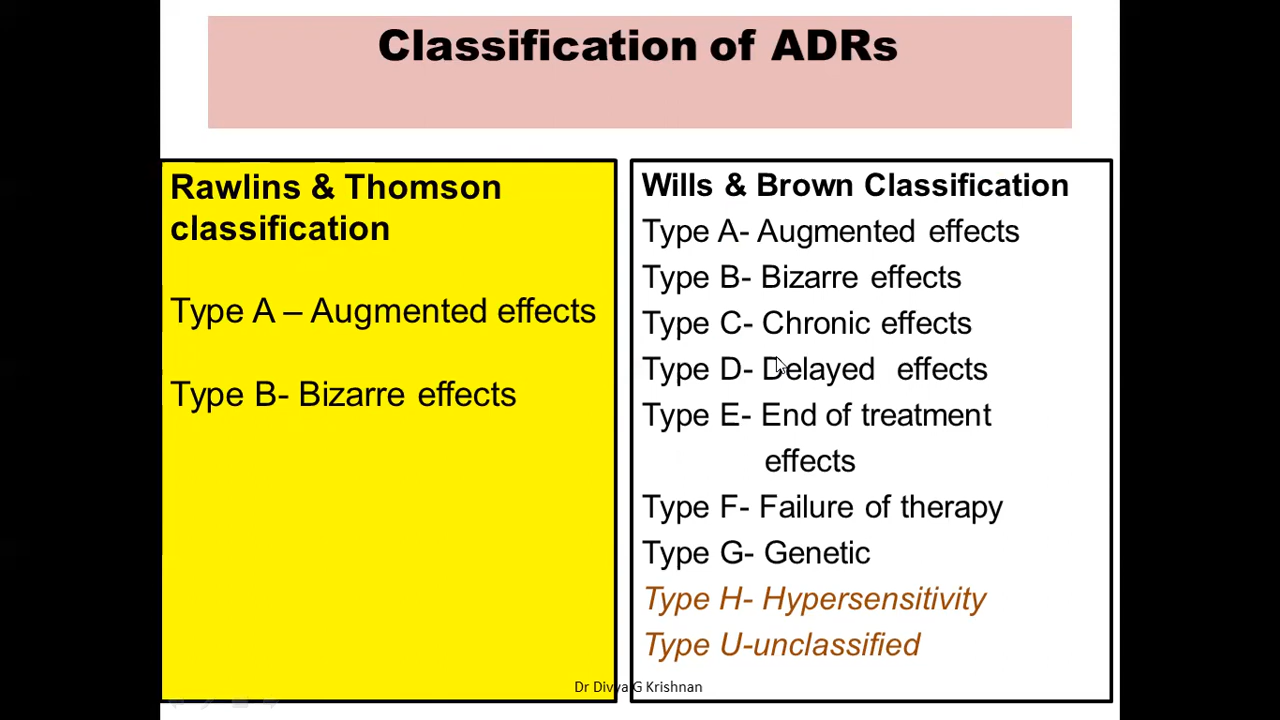 Classification of ADRs
Rawlins & Thomson
classification
Type A – Augmented effects
Type B- Bizarre effects
Wills & Brown Classification
Type A- Augmented effects
Type B- Bizarre effects
Type C- Chronic effects
Type D- Delayed effects
Type E- End of treatment
effects
Type F- Failure of therapy
Type G- Genetic
Type H- Hypersensitivity
Type U-unclassified
Dr Divya G Krishnan